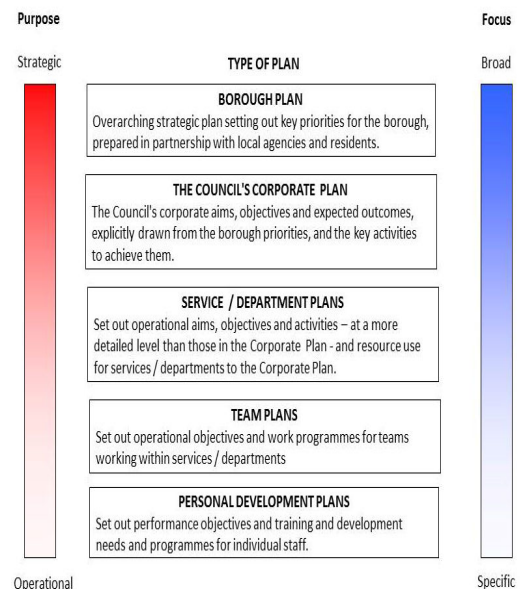 Purpose
Focus
Strategic
TYPE OF PLAN
Broad
BOROUGH PLAN
Overarching strategic plan setting out key priorities for the borough,
prepared in partnership with local agencies and residents.
THE COUNCIL'S CORPORATE PLAN
The Council's corporate aims, objectives and expected outcomes,
explicitly drawn from the borough priorities, and the key activities
to achieve them.
SERVICE / DEPARTMENT PLANS
Set out operational aims, objectives and activities – at a more
detailed level than those in the Corporate Plan - and resource use
for services / departments to the Corporate Plan.
TEAM PLANS
Set out operational objectives and work programmes for teams
working within services / departments
PERSONAL DEVELOPMENT PLANS
Set out performance objectives and training and development
needs and programmes for individual staff.
Operational
Specific